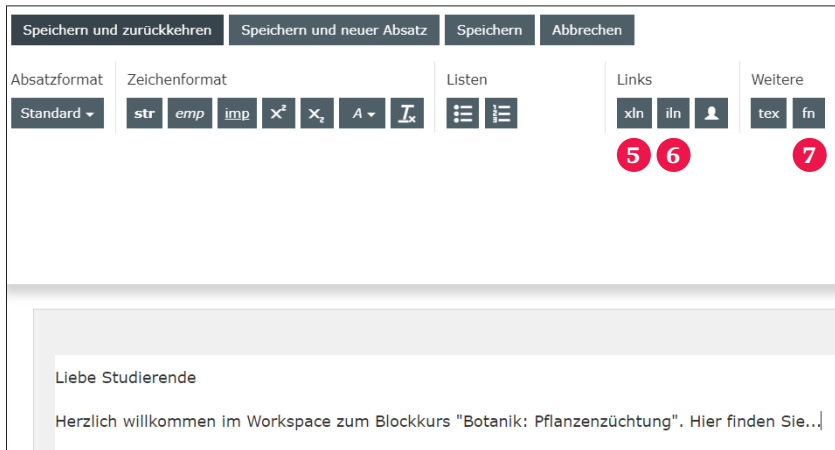 Speichern und zurückkehren Speichern und neuer Absatz Speichern Abbrechen
Absatzformat Zeichenformat Listen Links Weitere
Standard str emp imp x² x₂ A Ix xln iln tex fn
5 6 7
Liebe Studierende
Herzlich willkommen im Workspace zum Blockkurs "Botanik: Pflanzenzüchtung". Hier finden Sie...